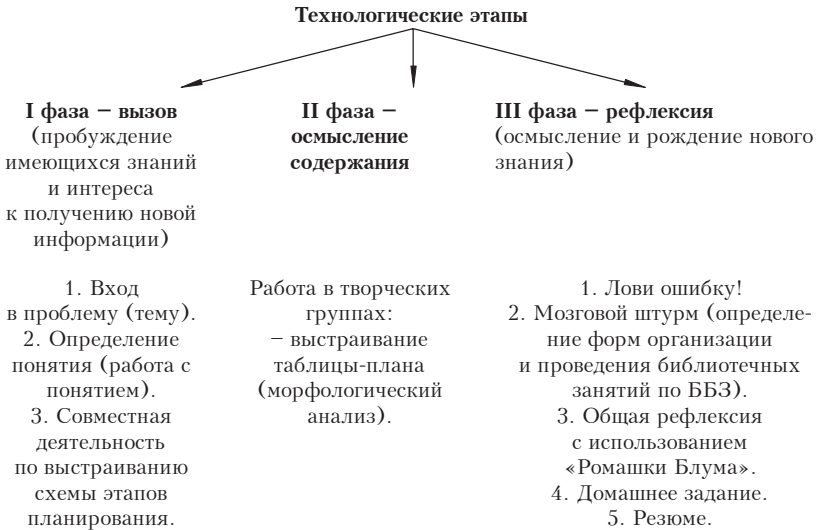 Технологические этапы
I фаза – вызов
(пробуждение
имеющихся знаний
и интереса
к получению новой
информации)
II фаза –
осмысление
содержания
III фаза – рефлексия
(осмысление и рождение нового
знания)
1. Вход
в проблему (тему).
2. Определение
понятия (работа с
понятием).
3. Совместная
деятельность
по выстраиванию
схемы этапов
планирования.
Работа в творческих
группах:
– выстраивание
таблицы-плана
(морфологический
анализ).
1. Лови ошибку!
2. Мозговой штурм (определе-
ние форм организации
и проведения библиотечных
занятий по ББЗ).
3. Общая рефлексия
с использованием
«Ромашки Блума».
4. Домашнее задание.
5. Резюме.